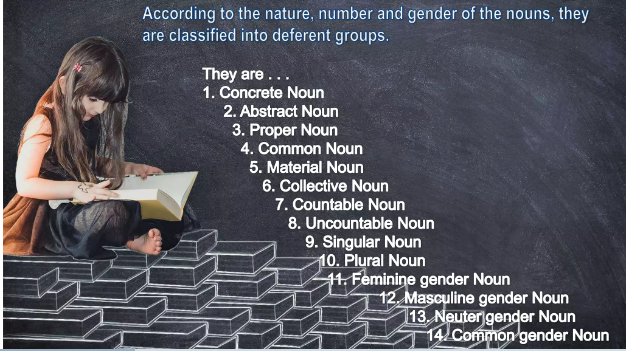 According to the nature, number and gender of the nouns, they
are classified into deferent groups.
They are . . .
1. Concrete Noun
2. Abstract Noun
3. Proper Noun
4. Common Noun
5. Material Noun
6. Collective Noun
7. Countable Noun
8. Uncountable Noun
9. Singular Noun
10. Plural Noun
11. Feminine gender Noun
12. Masculine gender Noun
13. Neuter gender Noun
14. Common gender Noun